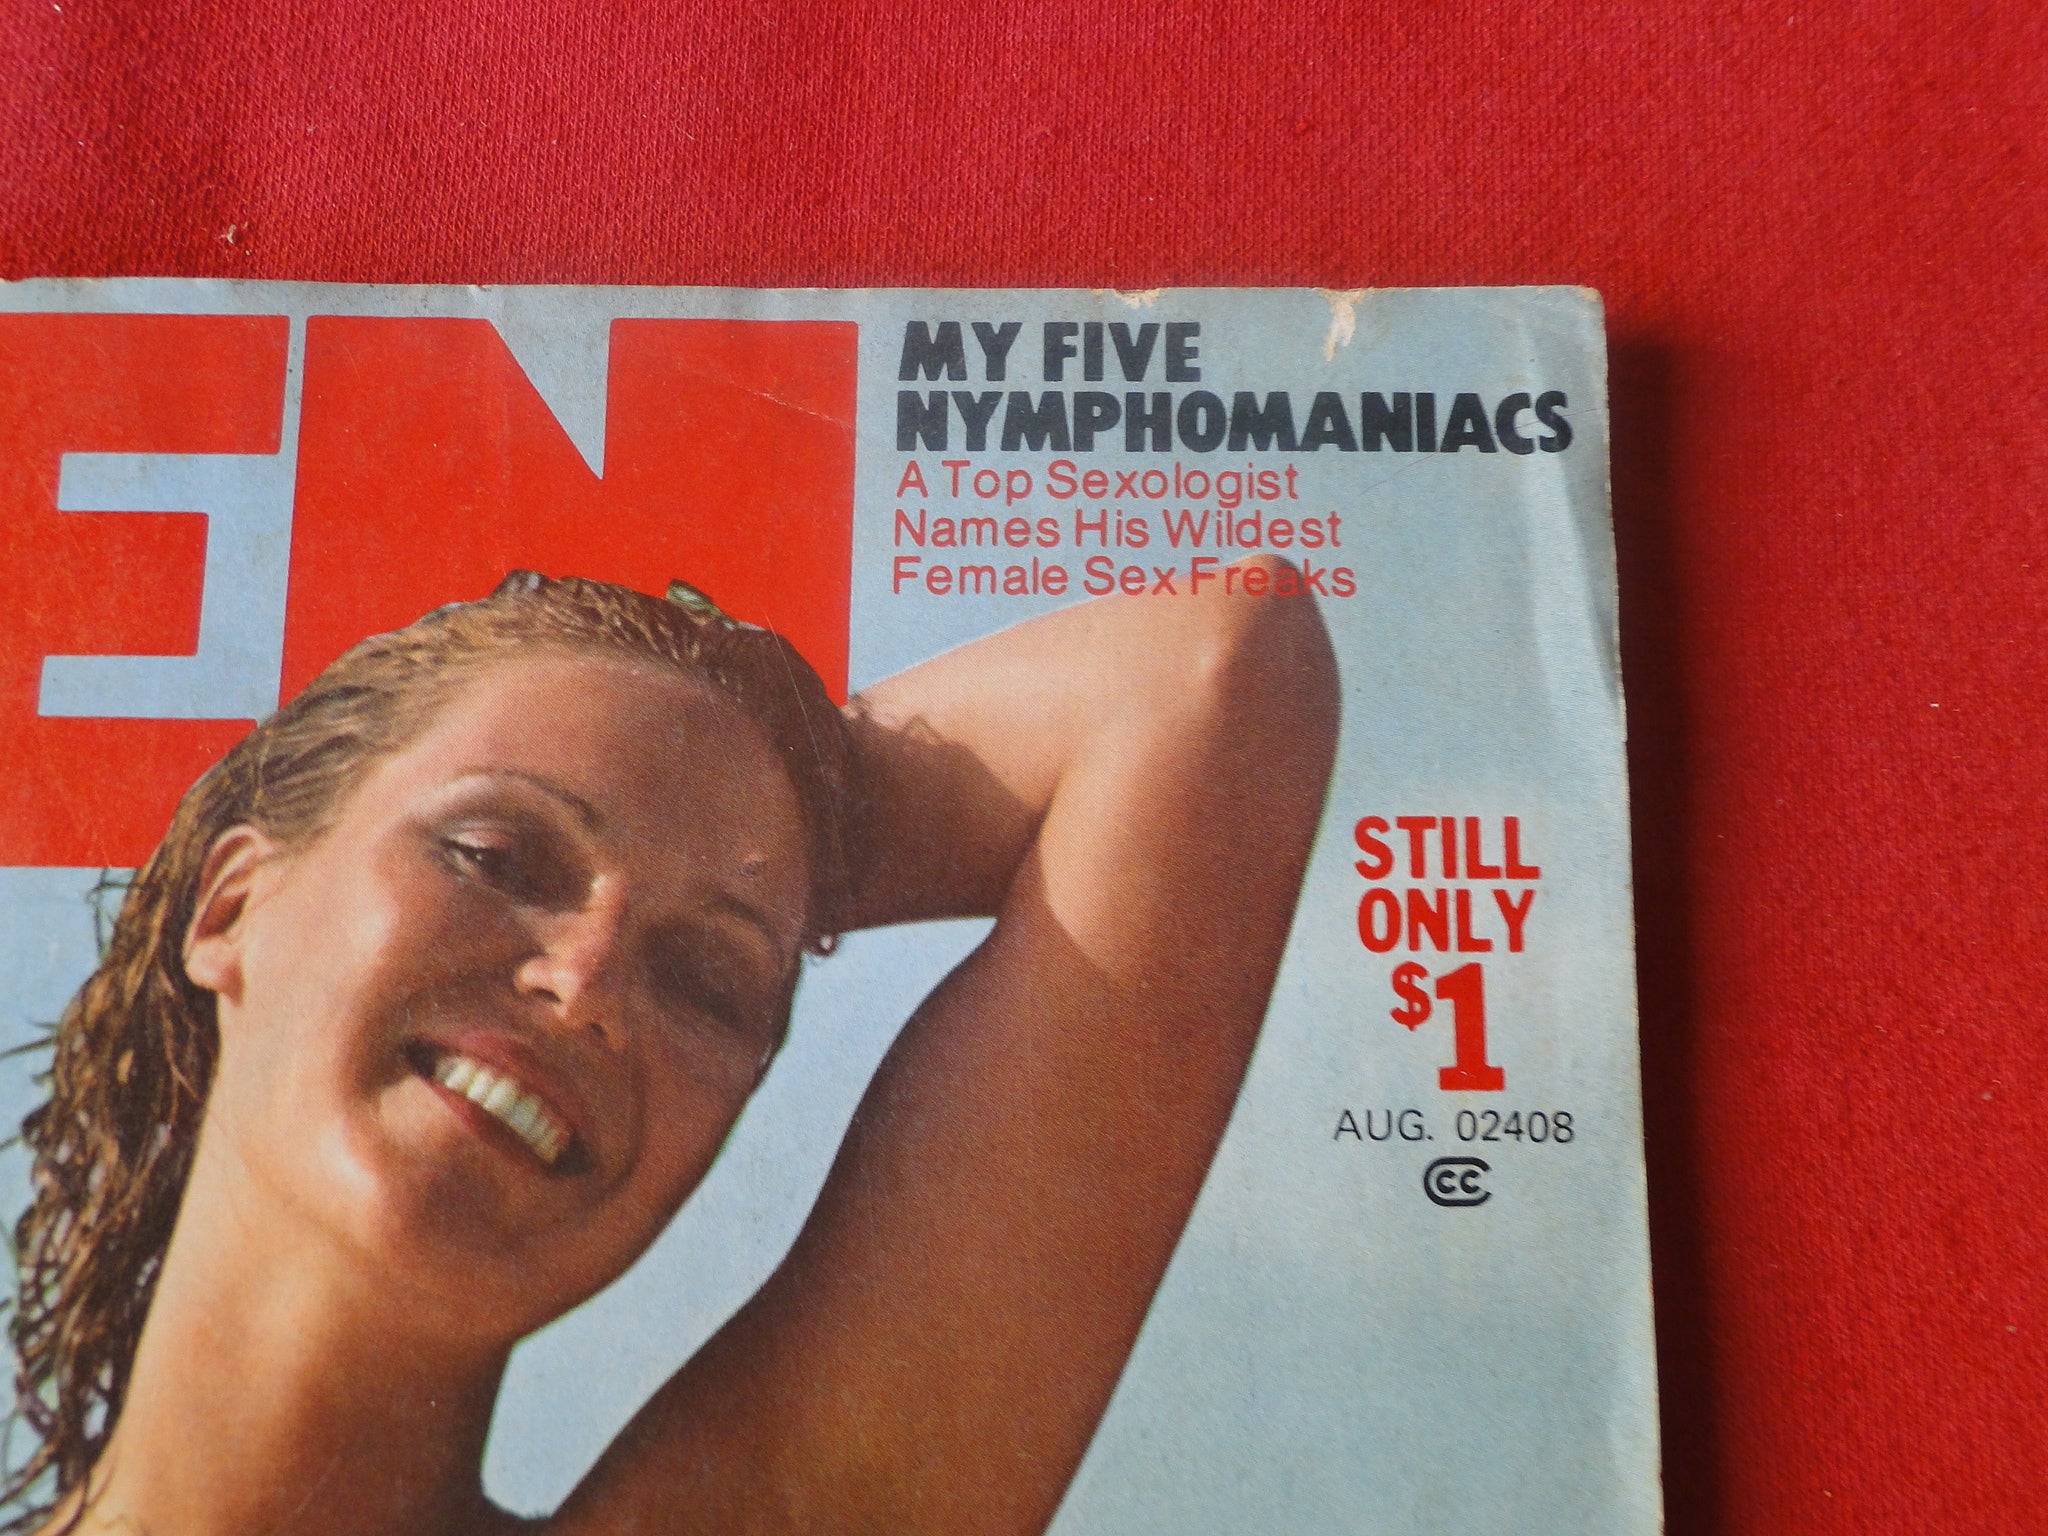 EN
MY FIVE
NYMPHOMANIACS
A Top Sexologist
Names His Wildest
Female Sex Freaks
STILL
ONLY
$1
AUG. 02408
CC